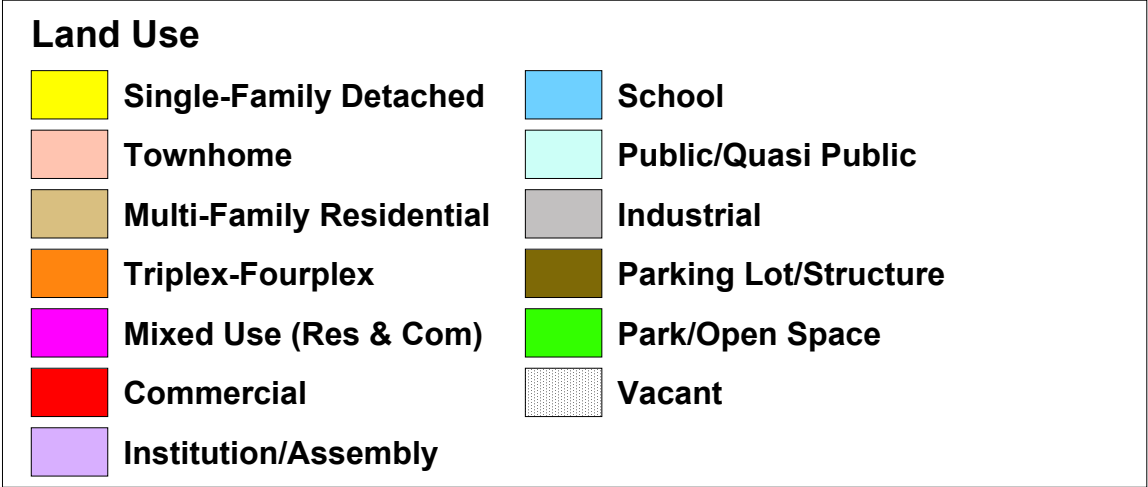 Land Use
Single-Family Detached
Townhome
Multi-Family Residential
Triplex-Fourplex
Mixed Use (Res & Com)
Commercial
Institution/Assembly
School
Public/Quasi Public
Industrial
Parking Lot/Structure
Park/Open Space
Vacant